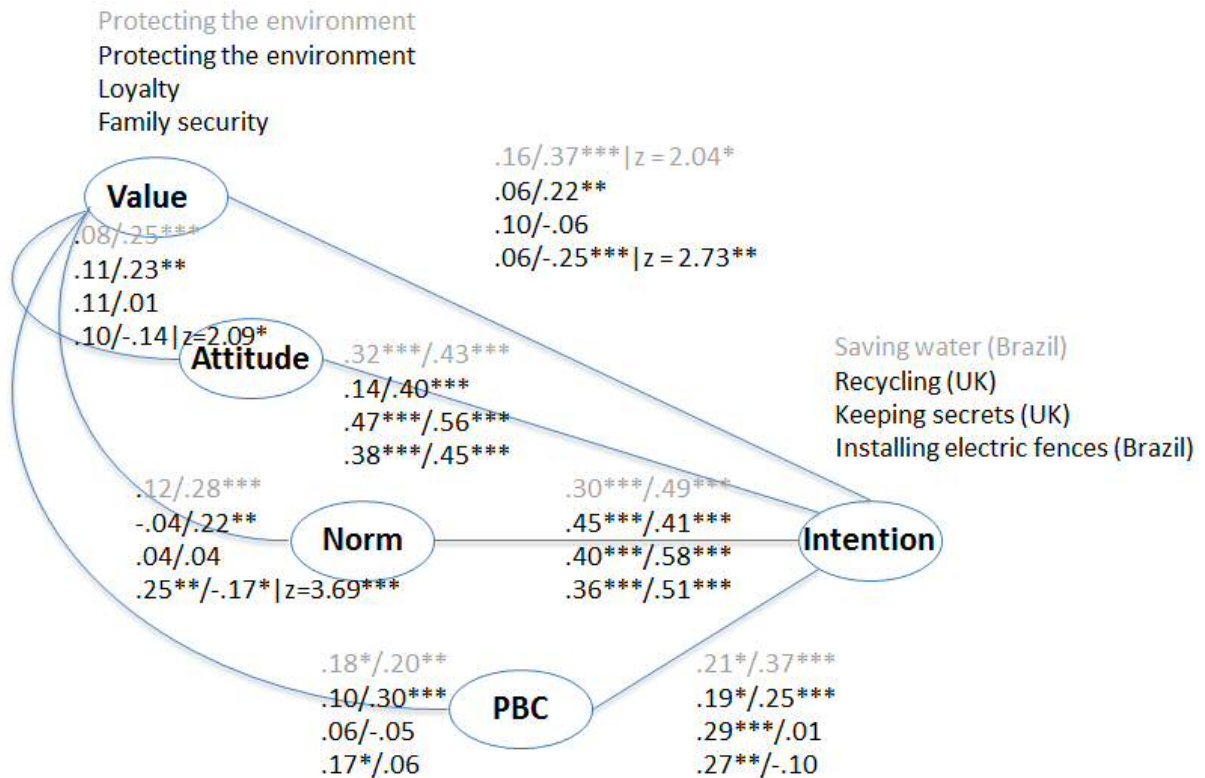 Protecting the environment
Protecting the environment
Loyalty
Family security
.16/.37***|z = 2.04*
.06/.22**
.10/-.06
.06/-.25***|z = 2.73**
Value
.08/.25***
.11/.23**
.11/.01
.10/-.14|z=2.09*
Attitude
.32***/.43***
.14/.40***
.47***/.56***
.38***/.45***
Saving water (Brazil)
Recycling (UK)
Keeping secrets (UK)
Installing electric fences (Brazil)
.12/.28***
-.04/.22**
.04/.04
.25**/-.17*|z=3.69***
Norm
.30***/.49***
.45***/.41***
.40***/.58***
.36***/.51***
Intention
.18*/.20**
.10/.30***
.06/-.05
.17*/.06
PBC
.21*/.37***
.19*/.25***
.29***/.01
.27**/-.10